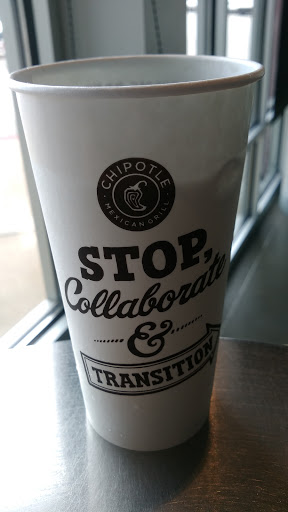 CHIPOTLE
MEXICAN GRILL
STOP,
Collaborate
&
TRANSITION